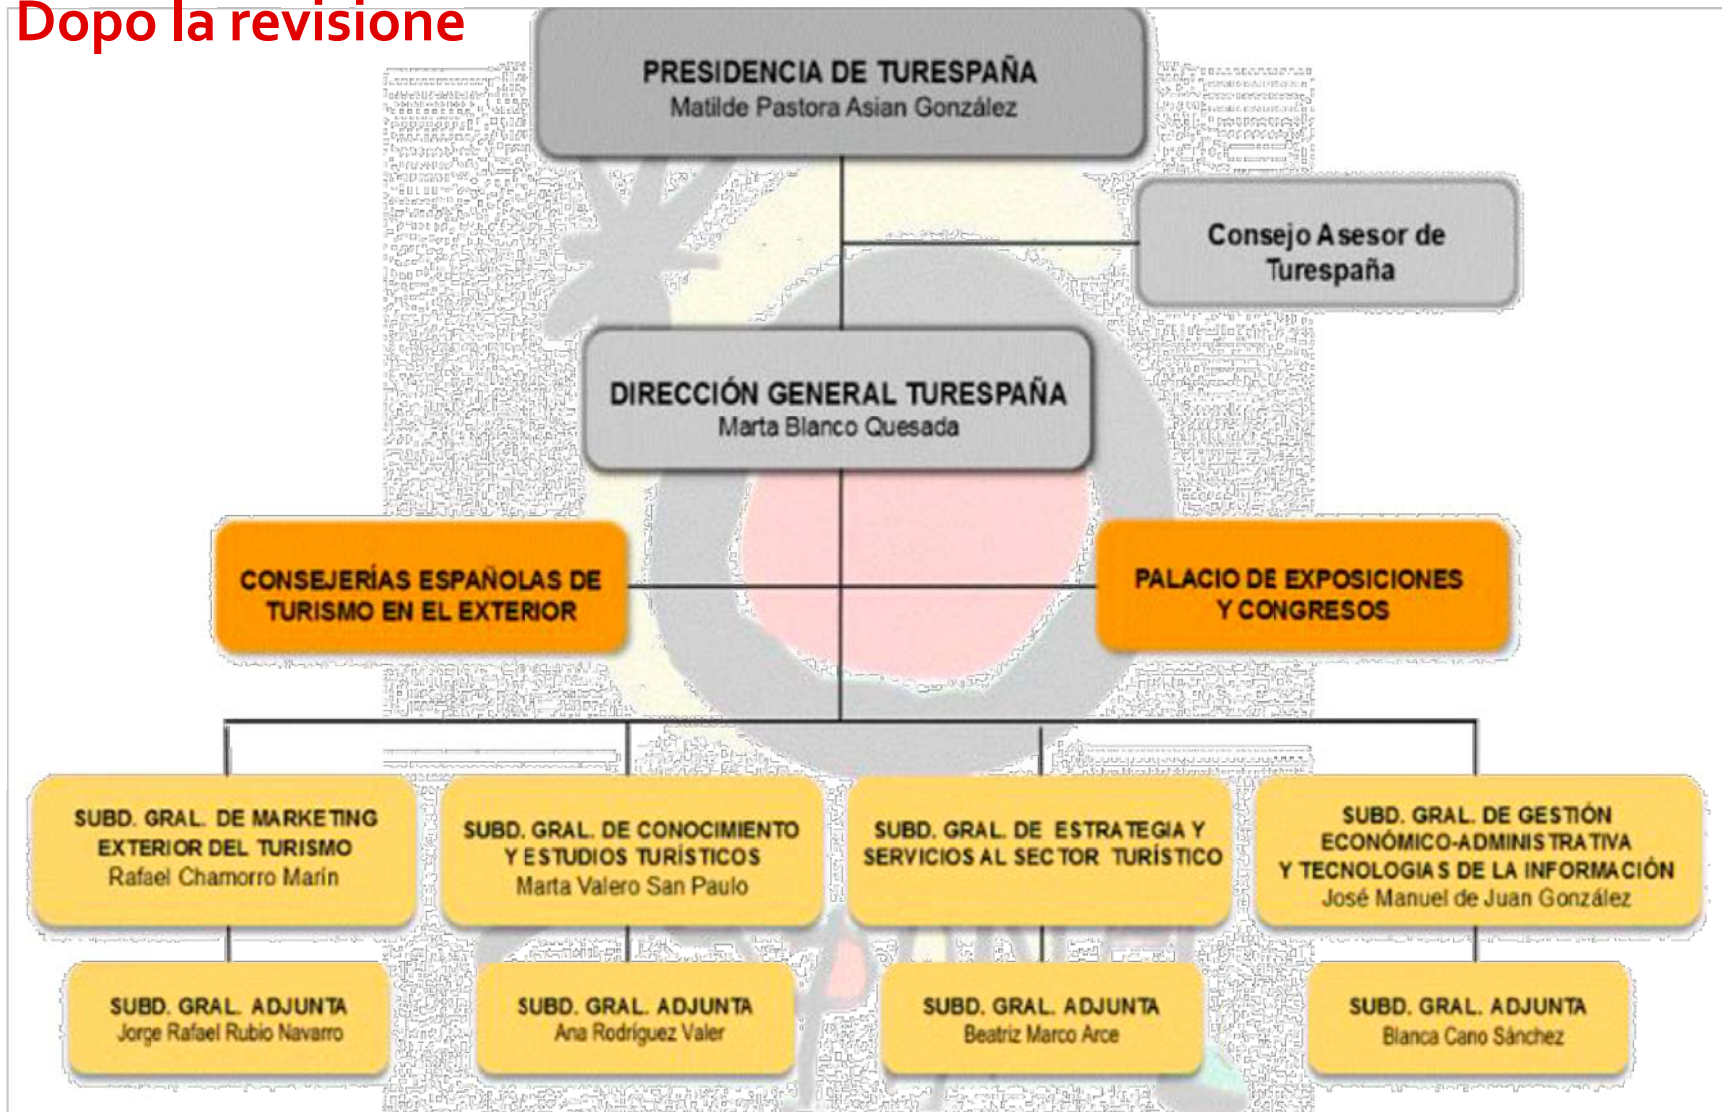 Dopo la revisione
PRESIDENCIA DE TURESPAÑA
Matilde Pastora Asian González
Consejo Asesor de
Turespaña
DIRECCIÓN GENERAL TURESPAÑA
Marta Blanco Quesada
CONSEJERÍAS ESPAÑOLAS DE
TURISMO EN EL EXTERIOR
PALACIO DE EXPOSICIONES
Y CONGRESOS
SUBD. GRAL. DE MARKETING
EXTERIOR DEL TURISMO
Rafael Chamorro Marín
SUBD. GRAL. DE CONOCIMIENTO
Y ESTUDIOS TURÍSTICOS
Marta Valero San Paulo
SUBD. GRAL. DE ESTRATEGIA Y
SERVICIOS AL SECTOR TURÍSTICO
SUBD. GRAL. DE GESTIÓN
ECONÓMICO-ADMINISTRATIVA
Y TECNOLOGIAS DE LA INFORMACIÓN
José Manuel de Juan González
SUBD. GRAL. ADJUNTA
Jorge Rafael Rubio Navarro
SUBD. GRAL. ADJUNTA
Ana Rodríguez Valer
SUBD. GRAL. ADJUNTA
Beatriz Marco Arce
SUBD. GRAL. ADJUNTA
Blanca Cano Sánchez